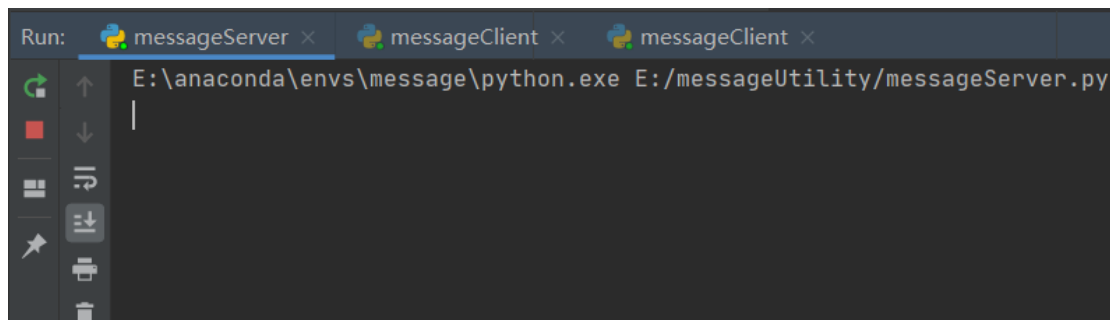 Run: messageServer × messageClient × messageClient ×
E:\anaconda\envs\message\python.exe E:/messageUtility/messageServer.py